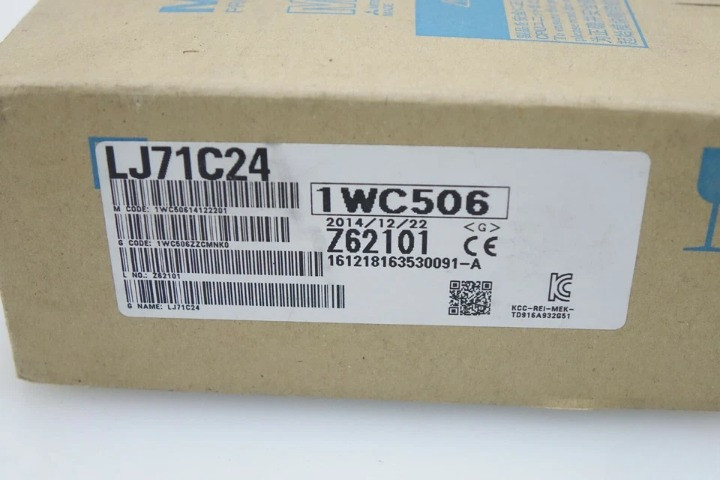 LJ71C24
M CODE: 1WC50614122201
1WC506
2014/12/22 <G>
G CODE: 1WC506ZZCMNK0
Z62101 CE
L NO.: Z62101
161218163530091-A
G NAME: LJ71C24
KCC-REI-MEK-
TD916A932G51